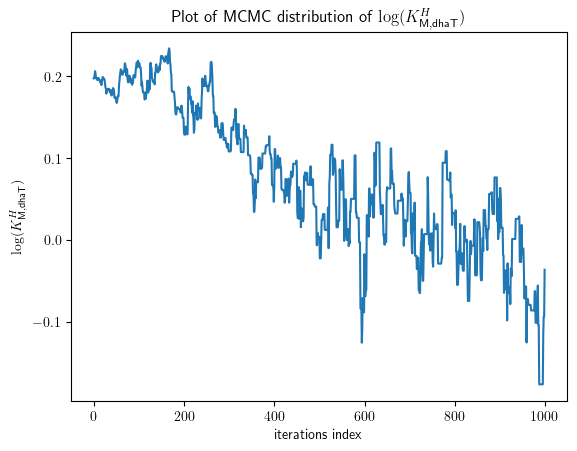 Plot of MCMC distribution of log(K^H_M,dhaT)
log(K^H_M,dhaT)
0.2
0.1
0.0
−0.1
0 200 400 600 800 1000
iterations index